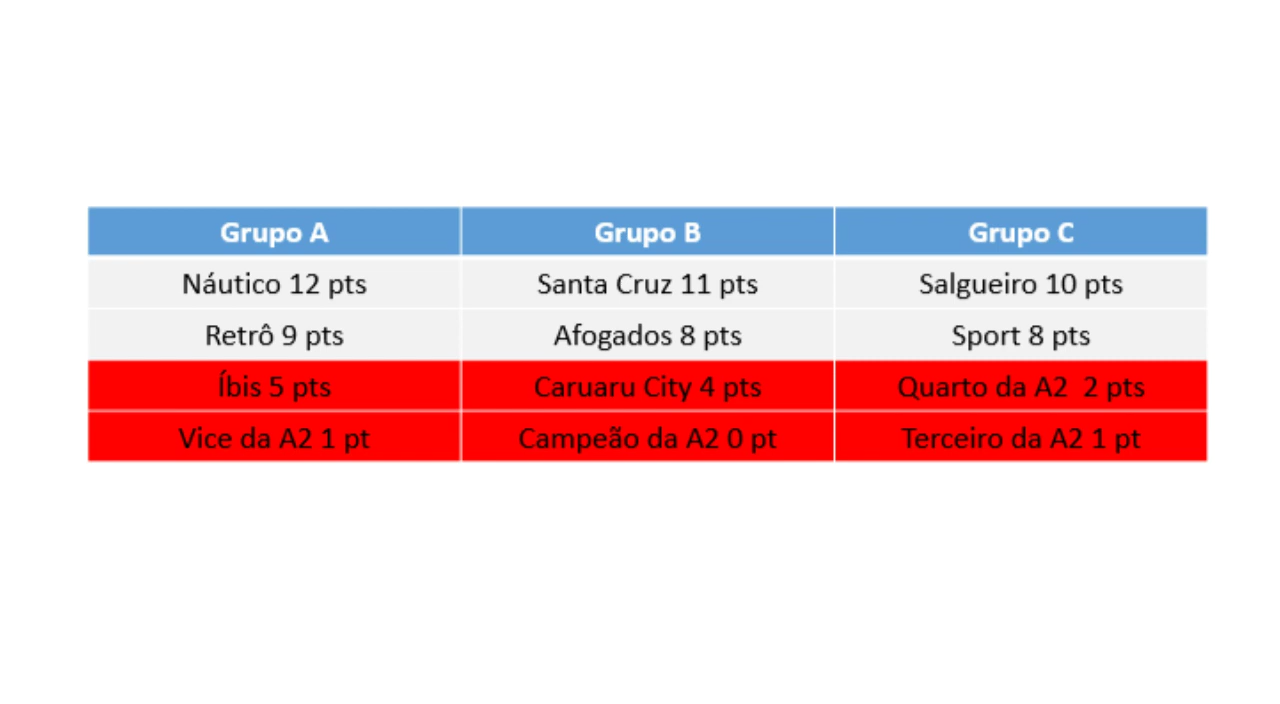 Grupo A Grupo B Grupo C
Náutico 12 pts Santa Cruz 11 pts Salgueiro 10 pts
Retrô 9 pts Afogados 8 pts Sport 8 pts
Íbis 5 pts Caruaru City 4 pts Quarto da A2  2 pts
Vice da A2 1 pt Campeão da A2 0 pt Terceiro da A2 1 pt